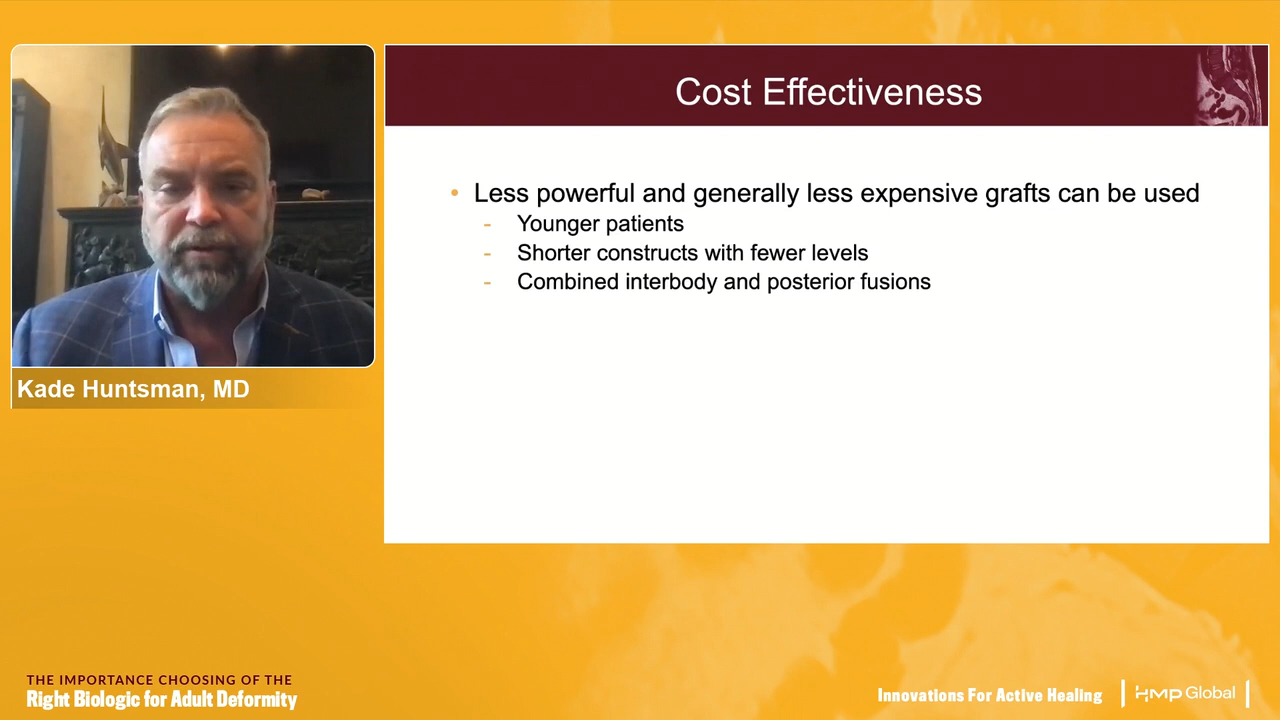 Cost Effectiveness
• Less powerful and generally less expensive grafts can be used
- Younger patients
- Shorter constructs with fewer levels
- Combined interbody and posterior fusions
Kade Huntsman, MD
THE IMPORTANCE CHOOSING OF THE
Right Biologic for Adult Deformity
Innovations For Active Healing
HMP Global